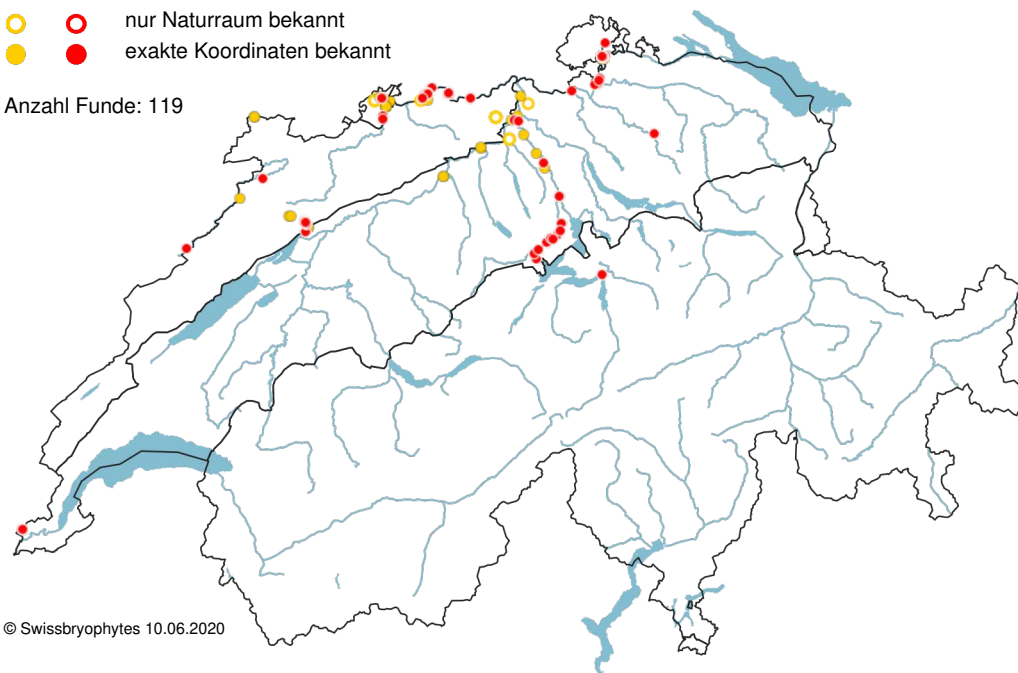 nur Naturraum bekannt
exakte Koordinaten bekannt
Anzahl Funde: 119
© Swissbryophytes 10.06.2020